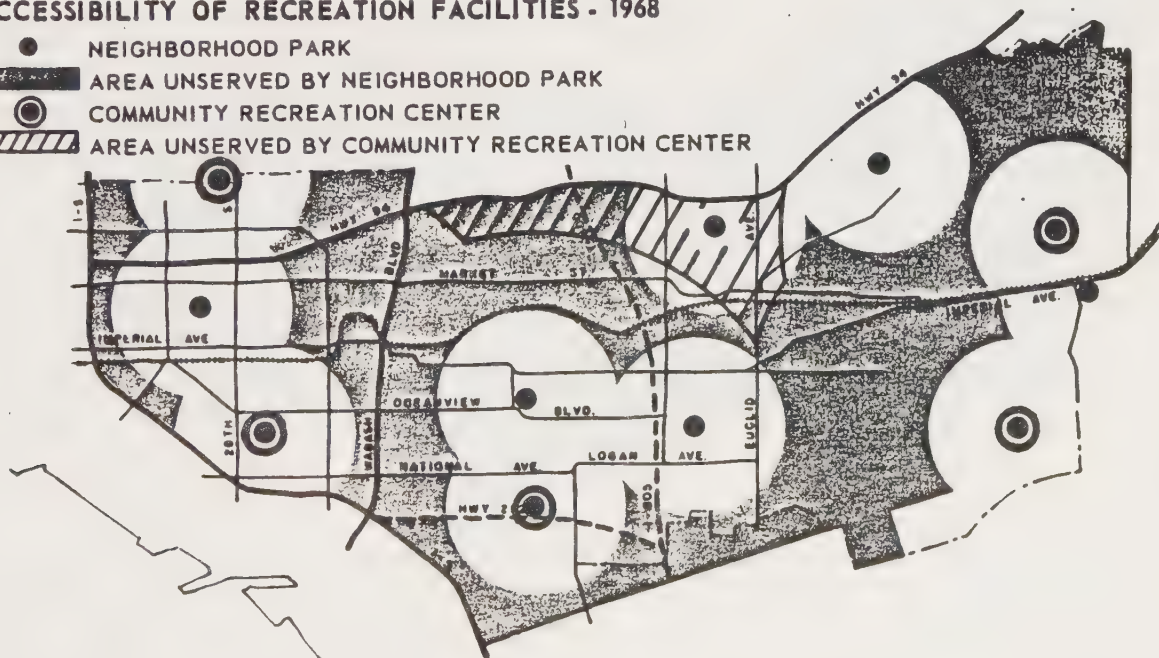 CCESSIBILITY OF RECREATION FACILITIES - 1968
NEIGHBORHOOD PARK
AREA UNSERVED BY NEIGHBORHOOD PARK
COMMUNITY RECREATION CENTER
AREA UNSERVED BY COMMUNITY RECREATION CENTER
HWY 94
I-5
HWY. 94
BLVD
AVE
MARKET ST
IMPERIAL AVE
IMPERIAL AVE.
OCEANVIEW BLVD.
28TH
WABASH
EUCLID
NATIONAL AVE.
LOGAN AVE.
HWY 2